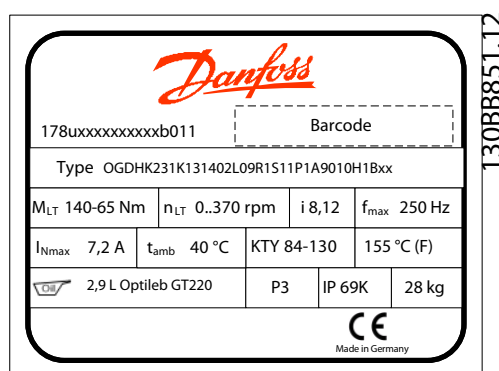 Danfoss
178uxxxxxxxxxxb011
Barcode
Type OGDHK231K131402L09R1S11P1A9010H1Bxx
MLT 140-65 Nm nLT 0..370 rpm i 8,12 fmax 250 Hz
INmax 7,2 A tamb 40 °C KTY 84-130 155 °C (F)
Oil 2,9 L Optileb GT220 P3 IP 69K 28 kg
CE
Made in Germany
130BB851.12